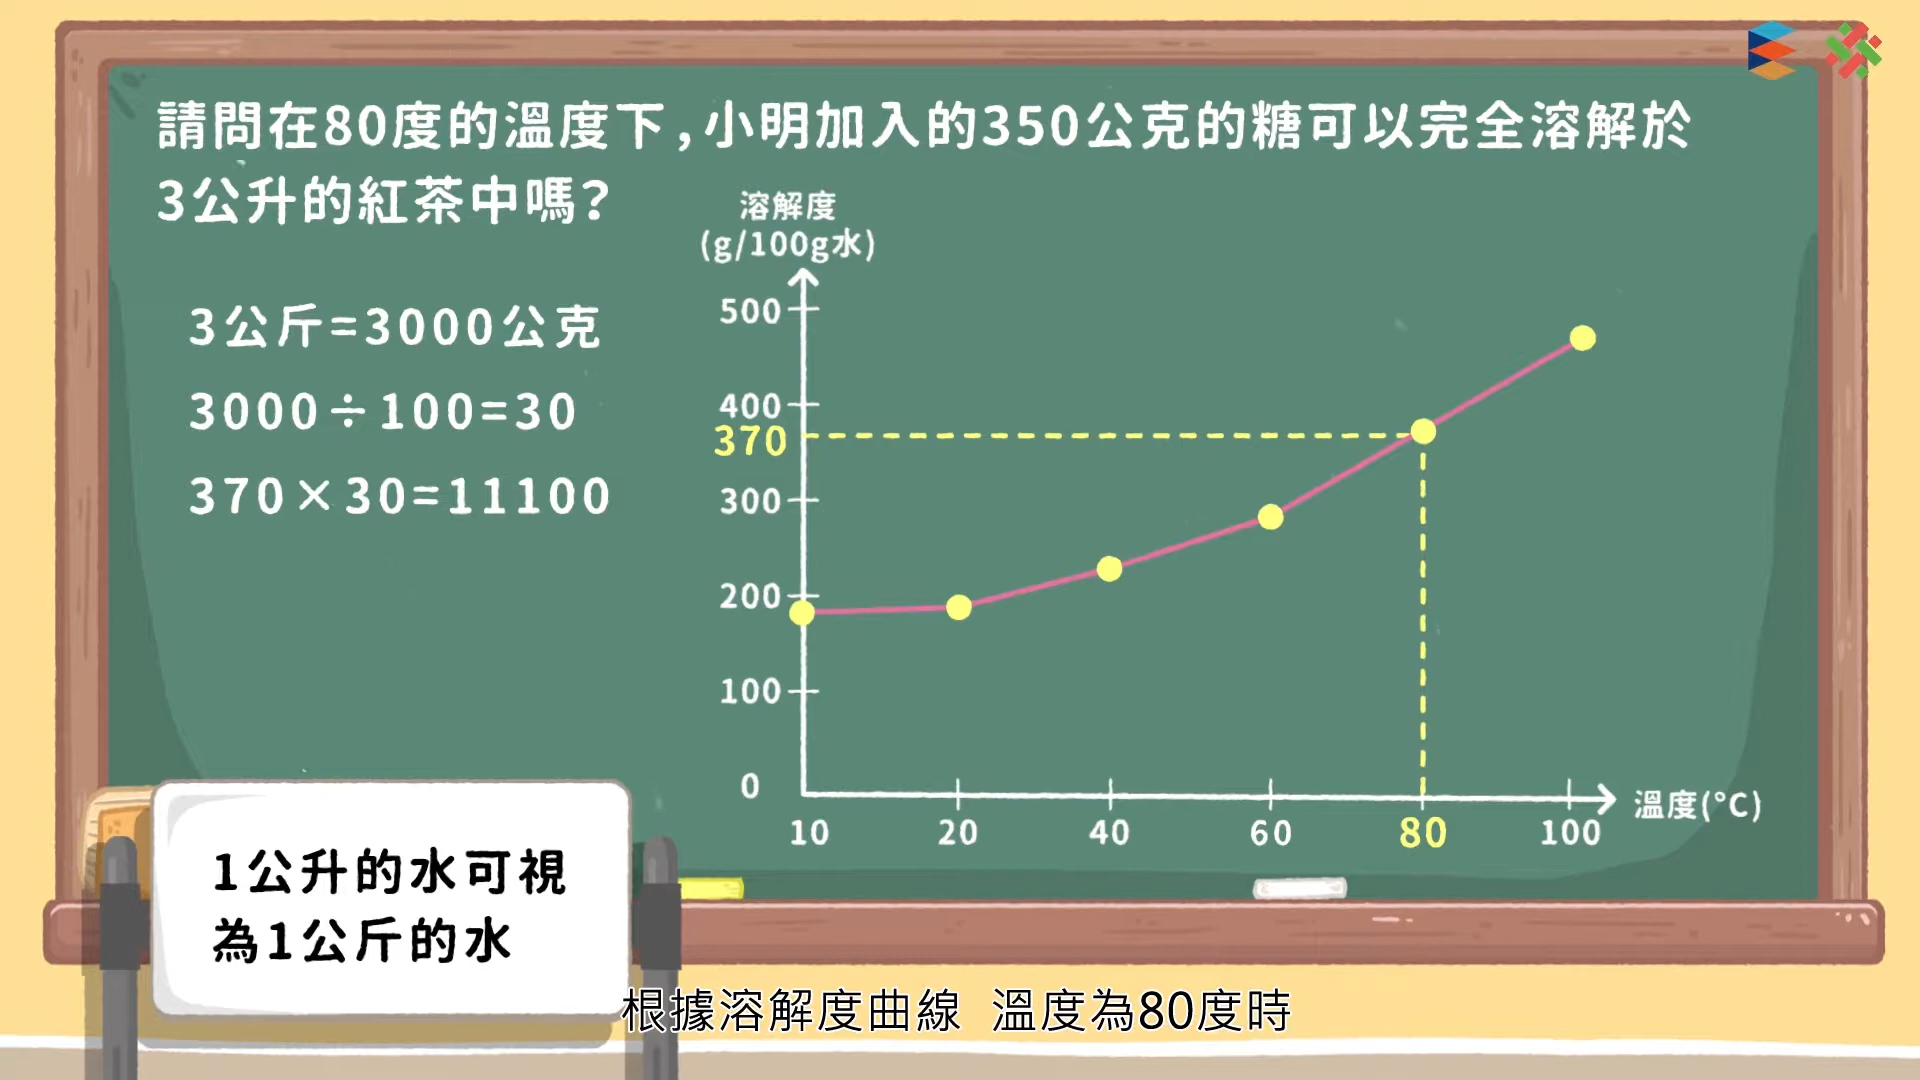 請問在80度的溫度下,小明加入的350公克的糖可以完全溶解於
3公升的紅茶中嗎?
3公斤=3000公克
3000÷100=30
370×30=11100
溶解度
(g/100g水)
500
400
370
300
200
100
0
10 20 40 60 80 100
溫度(°C)
1公升的水可視
為1公斤的水
根據溶解度曲線 溫度為80度時